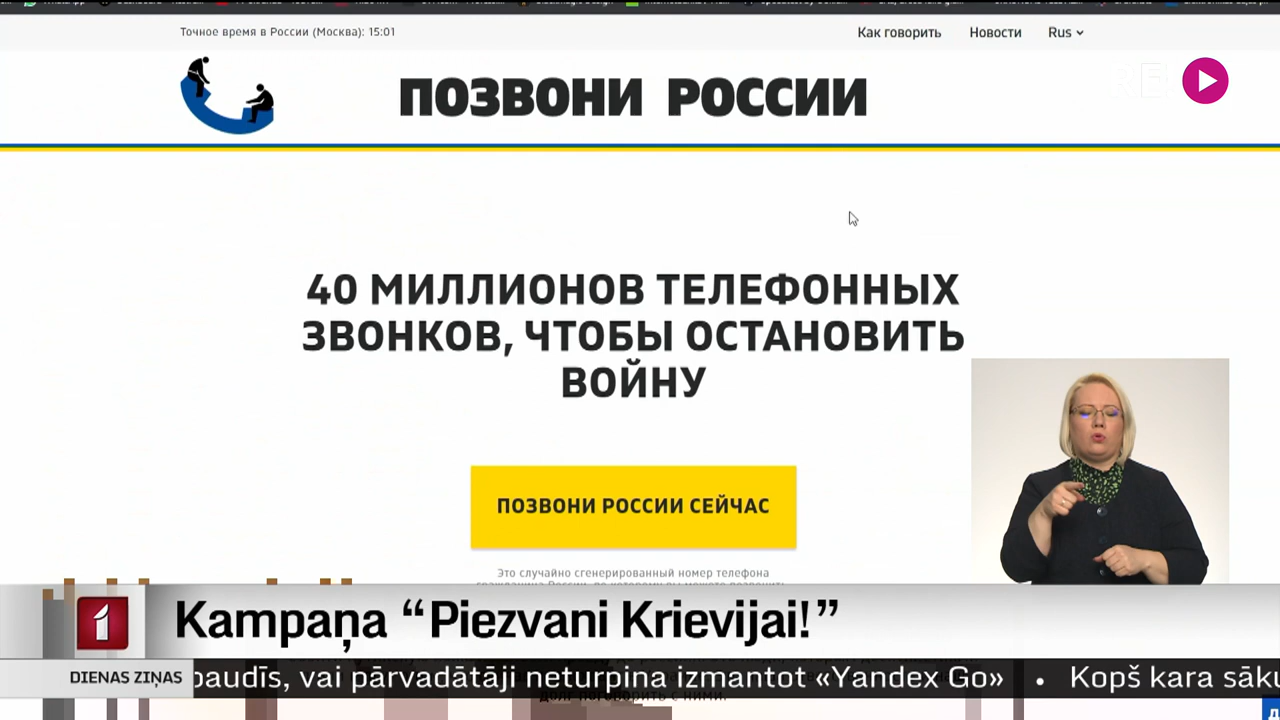 Точное время в России (Москва): 15:01
Как говорить Новости Rus
ПОЗВОНИ РОССИИ
40 МИЛЛИОНОВ ТЕЛЕФОННЫХ
ЗВОНКОВ, ЧТОБЫ ОСТАНОВИТЬ
ВОЙНУ
ПОЗВОНИ РОССИИ СЕЙЧАС
Это случайно сгенерированный номер телефона
1
Kampaņa “Piezvani Krievijai!”
DIENAS ZIŅAS
paudīs, vai pārvadātāji neturpina izmantot «Yandex Go» • Kopš kara sāku